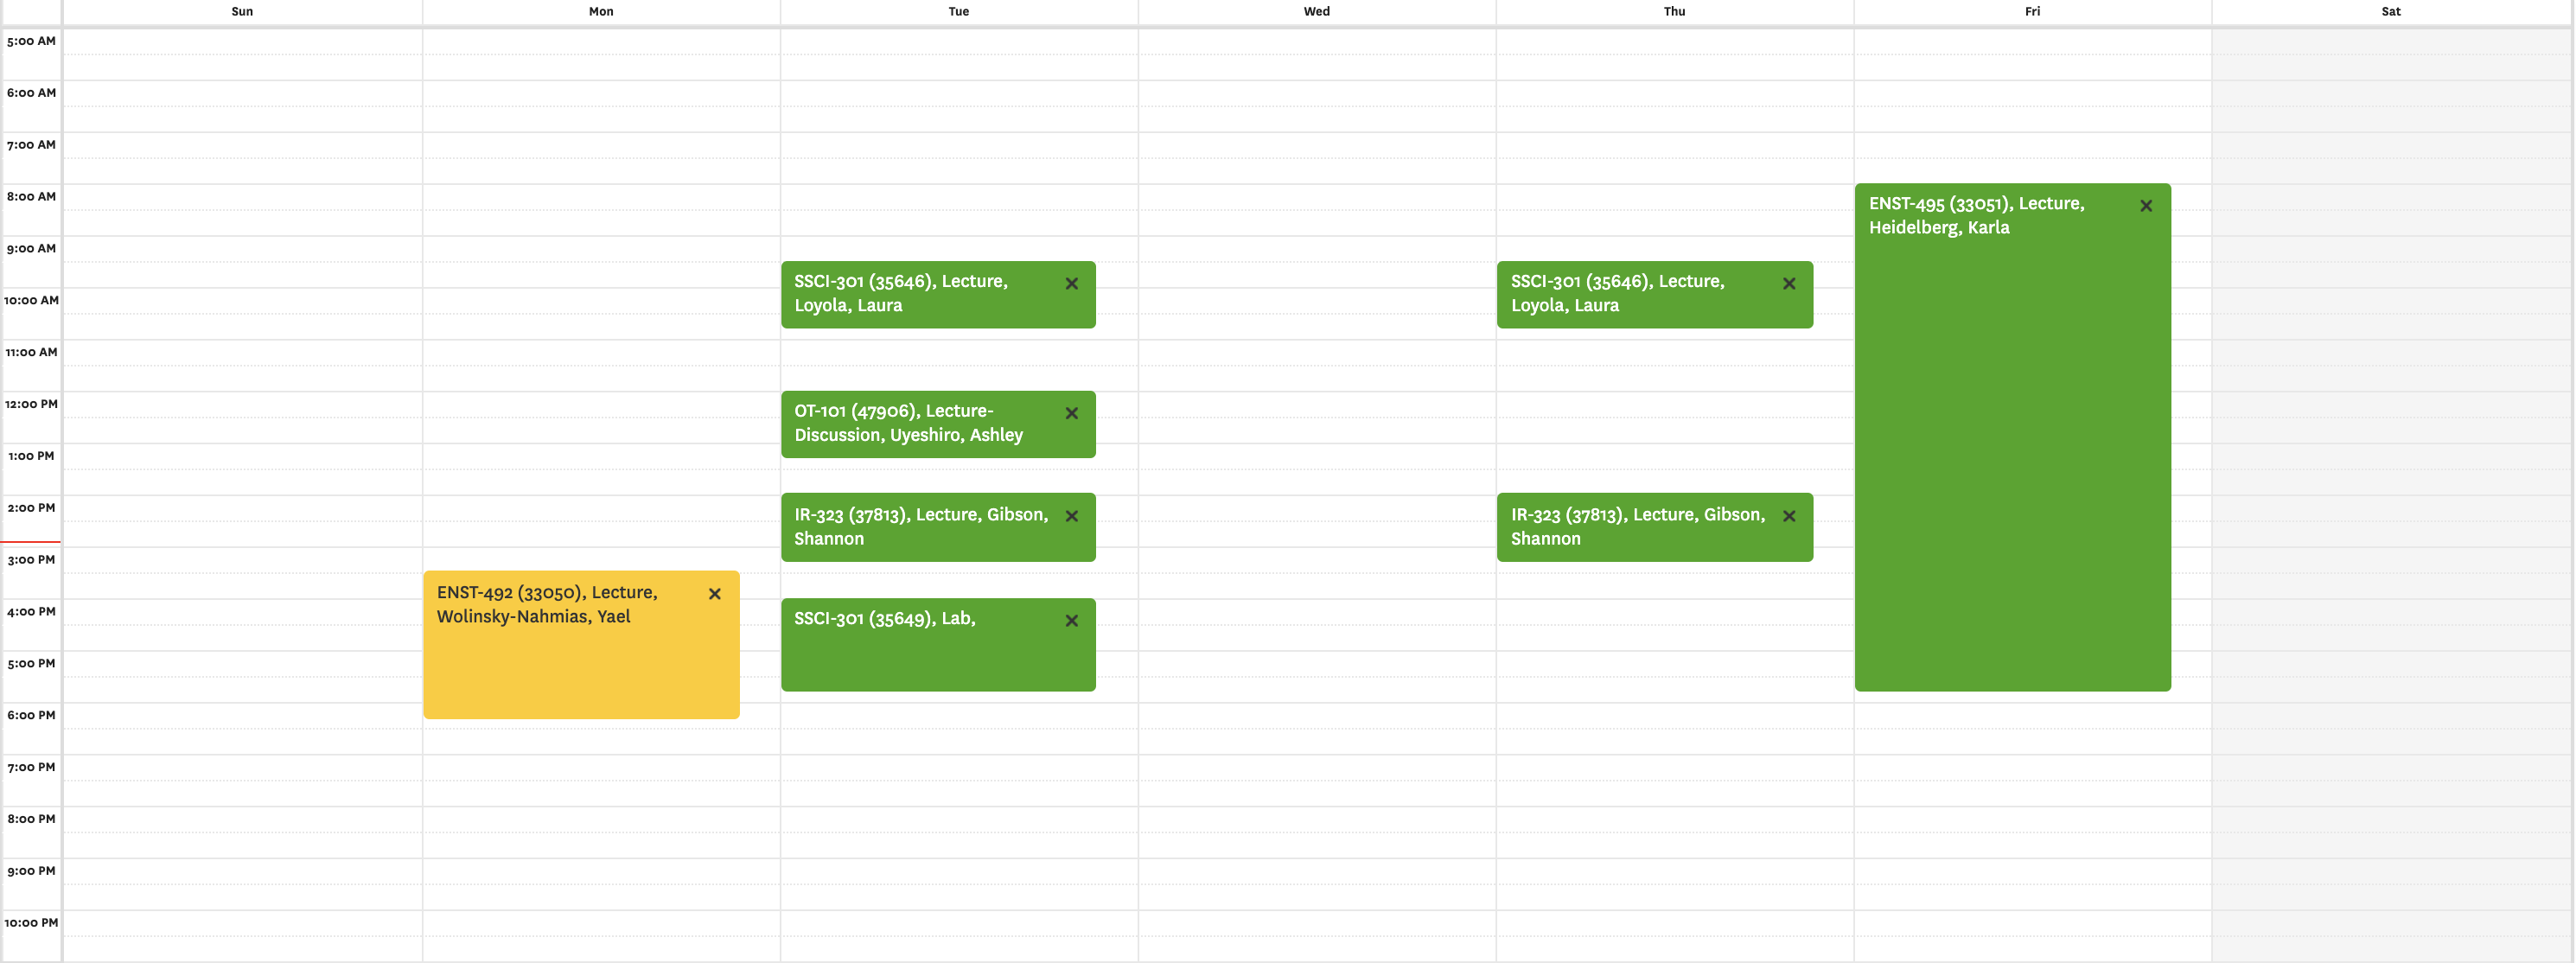 Sun Mon Tue Wed Thu Fri Sat
5:00 AM
6:00 AM
7:00 AM
8:00 AM
ENST-495 (33051), Lecture,
Heidelberg, Karla
9:00 AM
SSCI-301 (35646), Lecture,
Loyola, Laura
SSCI-301 (35646), Lecture,
Loyola, Laura
10:00 AM
11:00 AM
12:00 PM
OT-101 (47906), Lecture-
Discussion, Uyeshiro, Ashley
1:00 PM
2:00 PM
IR-323 (37813), Lecture, Gibson,
Shannon
IR-323 (37813), Lecture, Gibson,
Shannon
3:00 PM
ENST-492 (33050), Lecture,
Wolinsky-Nahmias, Yael
4:00 PM
SSCI-301 (35649), Lab,
5:00 PM
6:00 PM
7:00 PM
8:00 PM
9:00 PM
10:00 PM